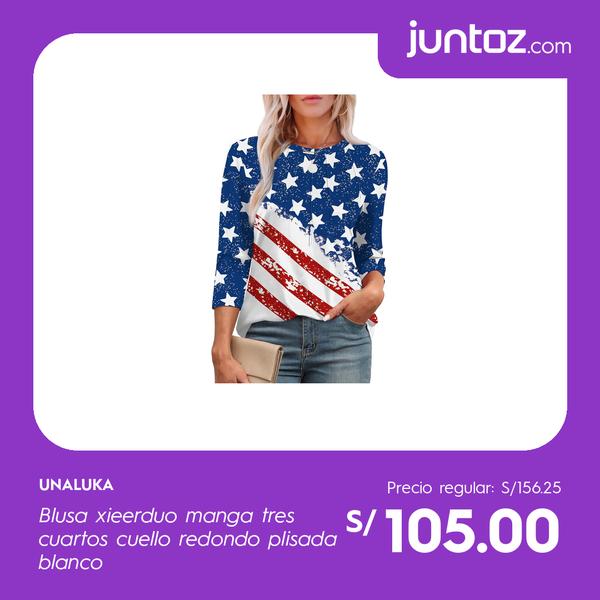 juntoz.com
UNALUKA
Blusa xieerduo manga tres
cuartos cuello redondo plisada
blanco
Precio regular: S/156.25
S/105.00